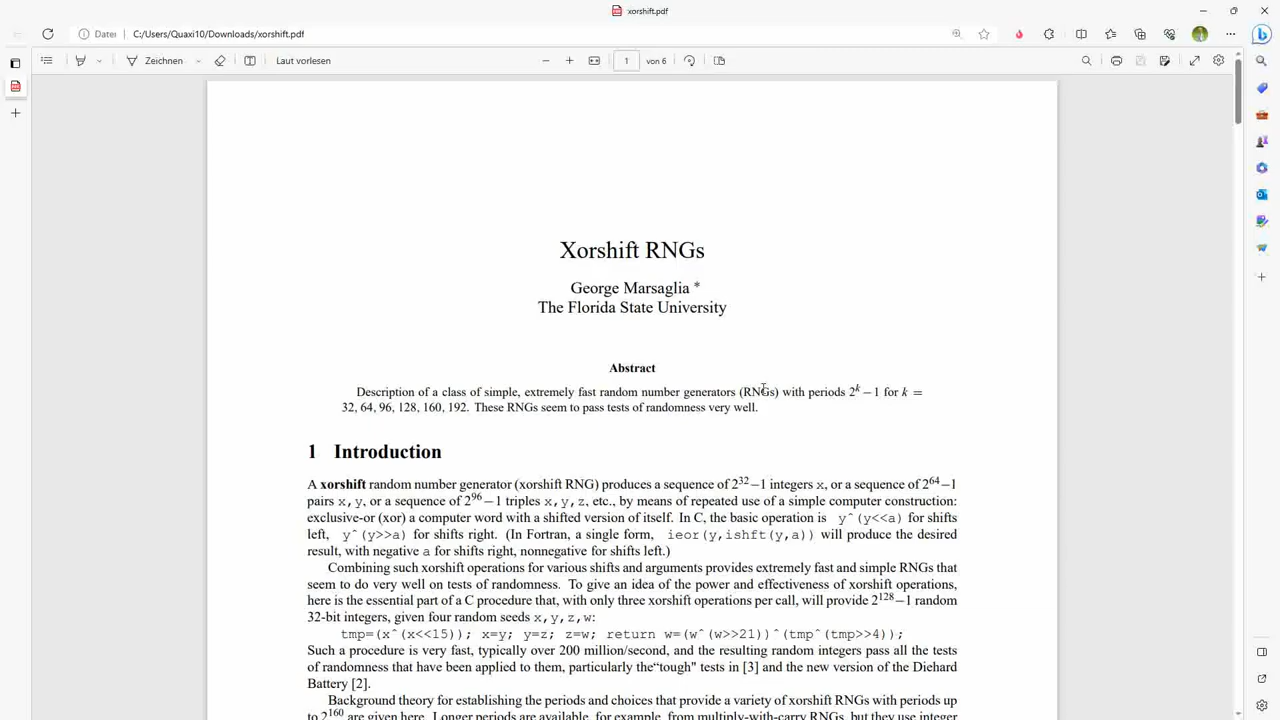 xorshift.pdf
Datei C:/Users/Quaxi10/Downloads/xorshift.pdf
Zeichnen Laut vorlesen 1 von 6
Xorshift RNGs
George Marsaglia *
The Florida State University
Abstract
Description of a class of simple, extremely fast random number generators (RNGs) with periods 2^k − 1 for k =
32, 64, 96, 128, 160, 192. These RNGs seem to pass tests of randomness very well.
1 Introduction
A xorshift random number generator (xorshift RNG) produces a sequence of 2^32−1 integers x, or a sequence of 2^64−1
pairs x,y, or a sequence of 2^96−1 triples x,y,z, etc., by means of repeated use of a simple computer construction:
exclusive-or (xor) a computer word with a shifted version of itself. In C, the basic operation is y^(y<<a) for shifts
left, y^(y>>a) for shifts right. (In Fortran, a single form, ieor(y,ishft(y,a)) will produce the desired
result, with negative a for shifts right, nonnegative for shifts left.)
Combining such xorshift operations for various shifts and arguments provides extremely fast and simple RNGs that
seem to do very well on tests of randomness. To give an idea of the power and effectiveness of xorshift operations,
here is the essential part of a C procedure that, with only three xorshift operations per call, will provide 2^128−1 random
32-bit integers, given four random seeds x,y,z,w:
tmp=(x^(x<<15)); x=y; y=z; z=w; return w=(w^(w>>21))^(tmp^(tmp>>4));
Such a procedure is very fast, typically over 200 million/second, and the resulting random integers pass all the tests
of randomness that have been applied to them, particularly the“tough" tests in [3] and the new version of the Diehard
Battery [2].
Background theory for establishing the periods and choices that provide a variety of xorshift RNGs with periods up
to 2^160 are given here. Longer periods are available, for example, from multiply-with-carry RNGs, but they use integer